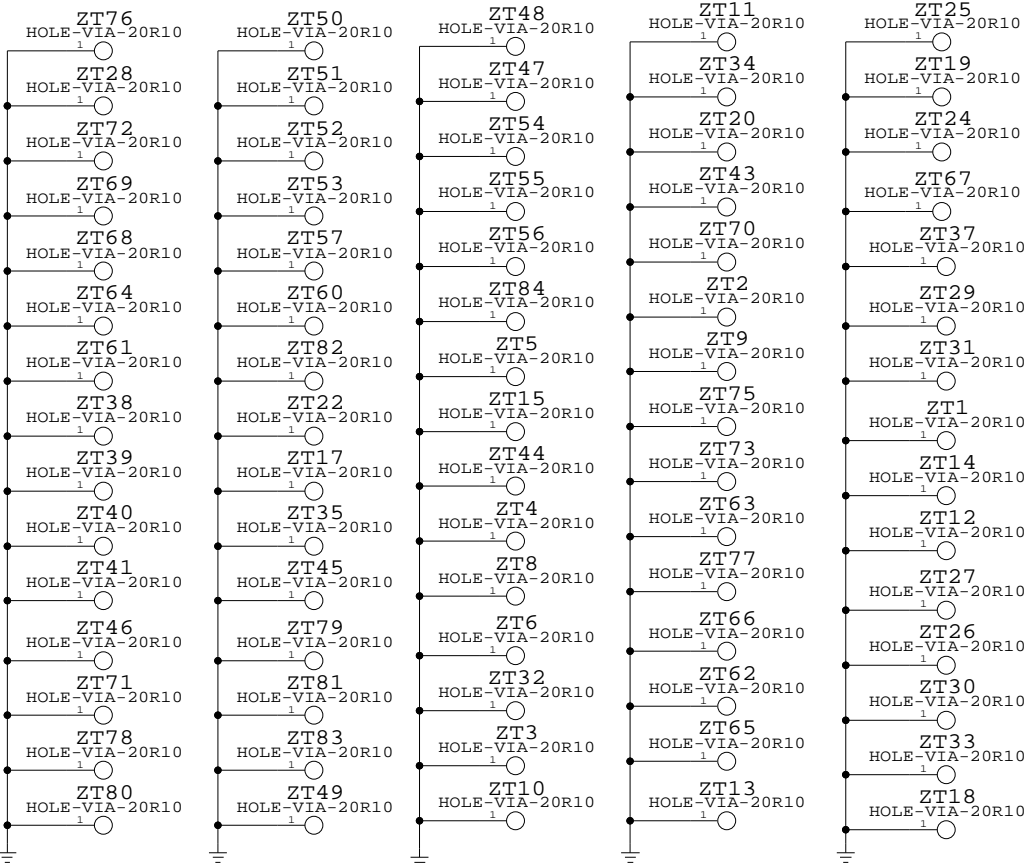 ZT76
HOLE-VIA-20R10
1
ZT28
HOLE-VIA-20R10
1
ZT72
HOLE-VIA-20R10
1
ZT69
HOLE-VIA-20R10
1
ZT68
HOLE-VIA-20R10
1
ZT64
HOLE-VIA-20R10
1
ZT61
HOLE-VIA-20R10
1
ZT38
HOLE-VIA-20R10
1
ZT39
HOLE-VIA-20R10
1
ZT40
HOLE-VIA-20R10
1
ZT41
HOLE-VIA-20R10
1
ZT46
HOLE-VIA-20R10
1
ZT71
HOLE-VIA-20R10
1
ZT78
HOLE-VIA-20R10
1
ZT80
HOLE-VIA-20R10
1
ZT50
HOLE-VIA-20R10
1
ZT51
HOLE-VIA-20R10
1
ZT52
HOLE-VIA-20R10
1
ZT53
HOLE-VIA-20R10
1
ZT57
HOLE-VIA-20R10
1
ZT60
HOLE-VIA-20R10
1
ZT82
HOLE-VIA-20R10
1
ZT22
HOLE-VIA-20R10
1
ZT17
HOLE-VIA-20R10
1
ZT35
HOLE-VIA-20R10
1
ZT45
HOLE-VIA-20R10
1
ZT79
HOLE-VIA-20R10
1
ZT81
HOLE-VIA-20R10
1
ZT83
HOLE-VIA-20R10
1
ZT49
HOLE-VIA-20R10
1
ZT48
HOLE-VIA-20R10
1
ZT47
HOLE-VIA-20R10
1
ZT54
HOLE-VIA-20R10
1
ZT55
HOLE-VIA-20R10
1
ZT56
HOLE-VIA-20R10
1
ZT84
HOLE-VIA-20R10
1
ZT5
HOLE-VIA-20R10
1
ZT15
HOLE-VIA-20R10
1
ZT44
HOLE-VIA-20R10
1
ZT4
HOLE-VIA-20R10
1
ZT8
HOLE-VIA-20R10
1
ZT6
HOLE-VIA-20R10
1
ZT32
HOLE-VIA-20R10
1
ZT3
HOLE-VIA-20R10
1
ZT10
HOLE-VIA-20R10
1
ZT11
HOLE-VIA-20R10
1
ZT34
HOLE-VIA-20R10
1
ZT20
HOLE-VIA-20R10
1
ZT43
HOLE-VIA-20R10
1
ZT70
HOLE-VIA-20R10
1
ZT2
HOLE-VIA-20R10
1
ZT9
HOLE-VIA-20R10
1
ZT75
HOLE-VIA-20R10
1
ZT73
HOLE-VIA-20R10
1
ZT63
HOLE-VIA-20R10
1
ZT77
HOLE-VIA-20R10
1
ZT66
HOLE-VIA-20R10
1
ZT62
HOLE-VIA-20R10
1
ZT65
HOLE-VIA-20R10
1
ZT13
HOLE-VIA-20R10
1
ZT25
HOLE-VIA-20R10
1
ZT19
HOLE-VIA-20R10
1
ZT24
HOLE-VIA-20R10
1
ZT67
HOLE-VIA-20R10
1
ZT37
HOLE-VIA-20R10
1
ZT29
HOLE-VIA-20R10
1
ZT31
HOLE-VIA-20R10
1
ZT1
HOLE-VIA-20R10
1
ZT14
HOLE-VIA-20R10
1
ZT12
HOLE-VIA-20R10
1
ZT27
HOLE-VIA-20R10
1
ZT26
HOLE-VIA-20R10
1
ZT30
HOLE-VIA-20R10
1
ZT33
HOLE-VIA-20R10
1
ZT18
HOLE-VIA-20R10
1